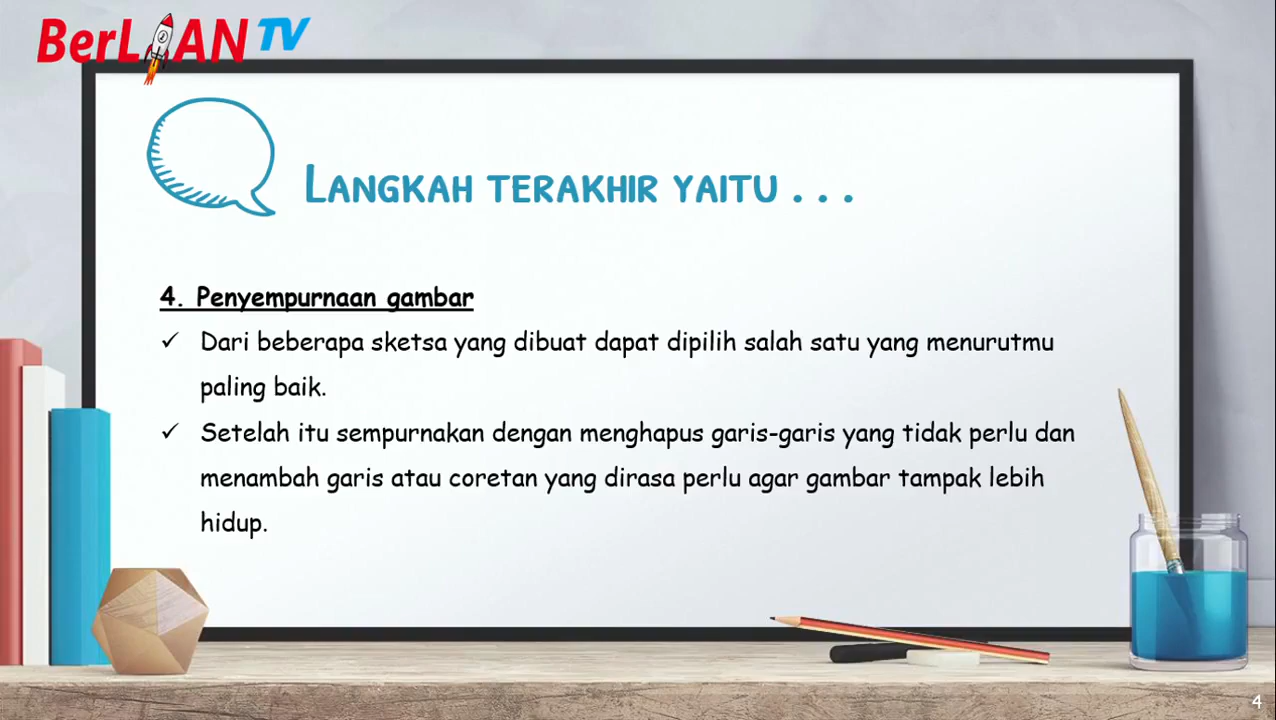 BerLIAN TV
LANGKAH TERAKHIR YAITU . . .
4. Penyempurnaan gambar
✓ Dari beberapa sketsa yang dibuat dapat dipilih salah satu yang menurutmu
paling baik.
✓ Setelah itu sempurnakan dengan menghapus garis-garis yang tidak perlu dan
menambah garis atau coretan yang dirasa perlu agar gambar tampak lebih
hidup.
4